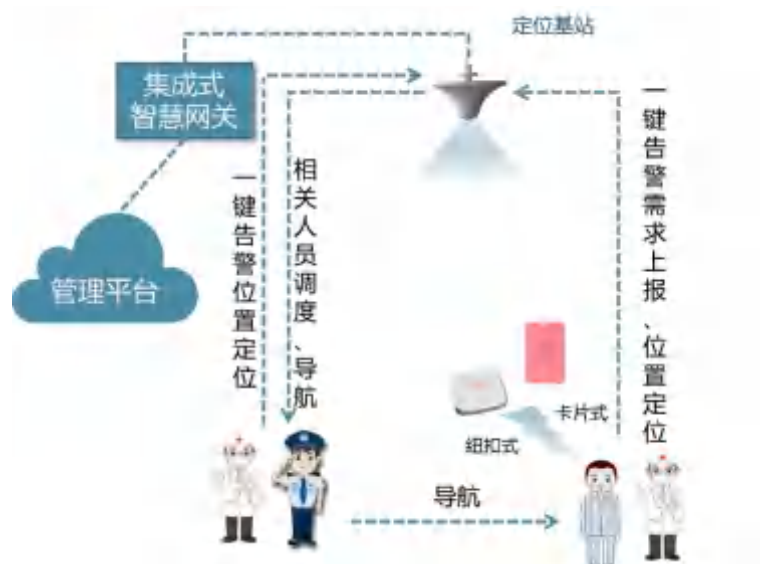 定位基站
集成式
智慧网关
一键告警位置定位
相关人员调度、导航
一键告警需求上报、位置定位
管理平台
卡片式
纽扣式
导航